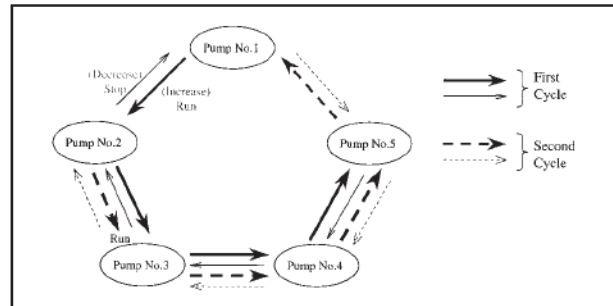 Pump No.1
(Decrease)
Stop
(Increase)
Run
Pump No.2
Pump No.5
Run
Pump No.3
Pump No.4
First
Cycle
Second
Cycle